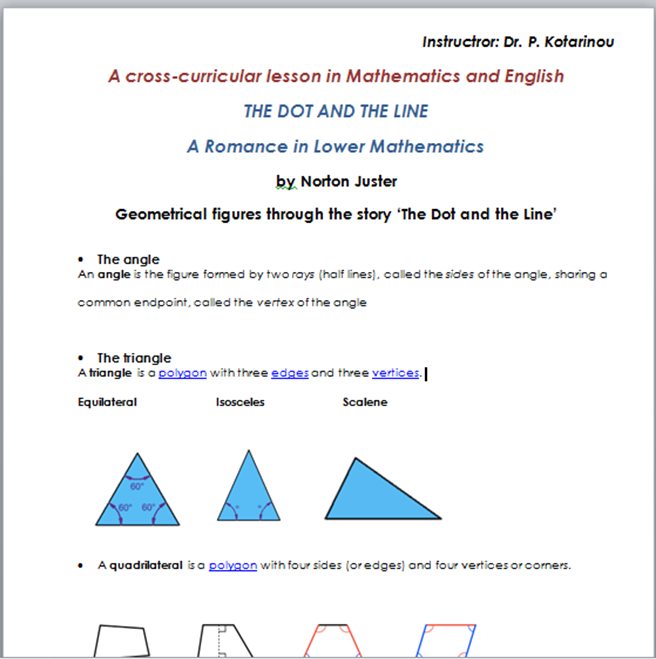 Instructror: Dr. P. Kotarinou
A cross-curricular lesson in Mathematics and English
THE DOT AND THE LINE
A Romance in Lower Mathematics
by Norton Juster
Geometrical figures through the story ‘The Dot and the Line’
• The angle
An angle is the figure formed by two rays (half lines), called the sides of the angle, sharing a
common endpoint, called the vertex of the angle
• The triangle
A triangle is a polygon with three edges and three vertices.
Equilateral Isosceles Scalene
60°
60° 60°
• A quadrilateral is a polygon with four sides (or edges) and four vertices or corners.